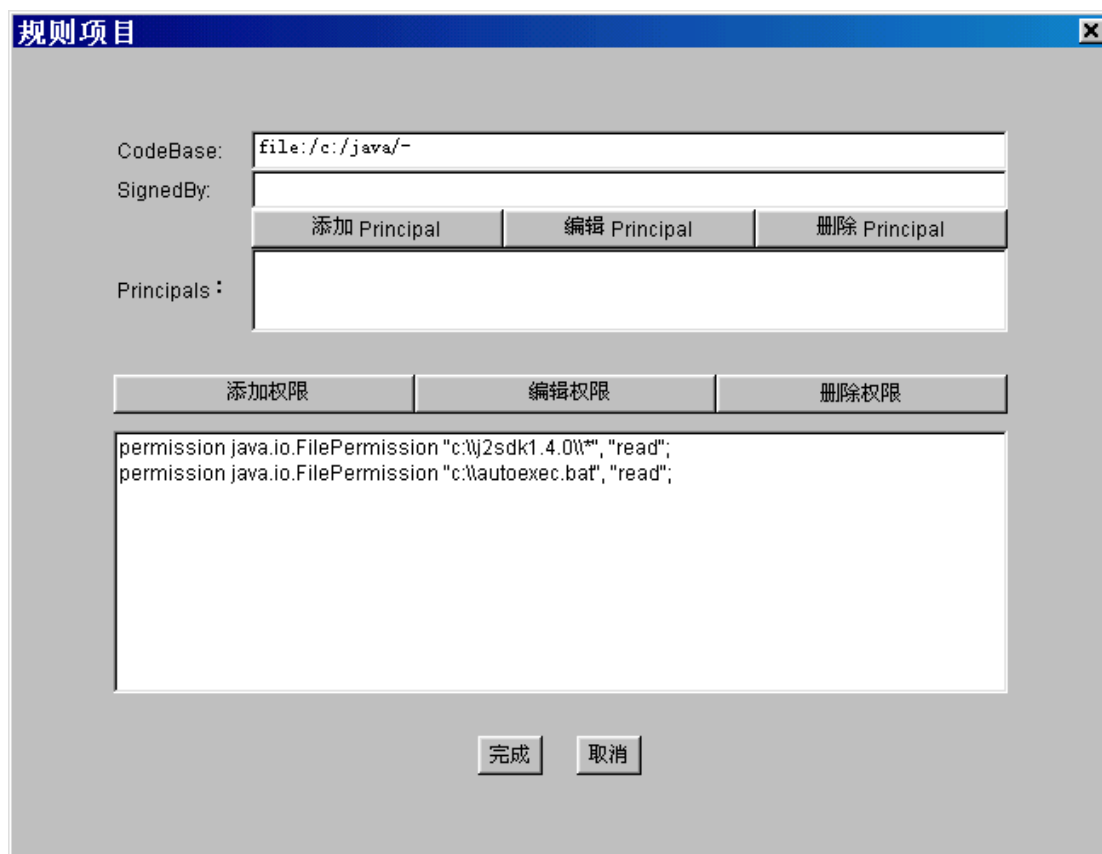 规则项目
CodeBase: file:/c:/java/-
SignedBy:
添加 Principal 编辑 Principal 删除 Principal
Principals：
添加权限 编辑权限 删除权限
permission java.io.FilePermission "c:\\j2sdk1.4.0\\*", "read";
permission java.io.FilePermission "c:\\autoexec.bat", "read";
完成 取消